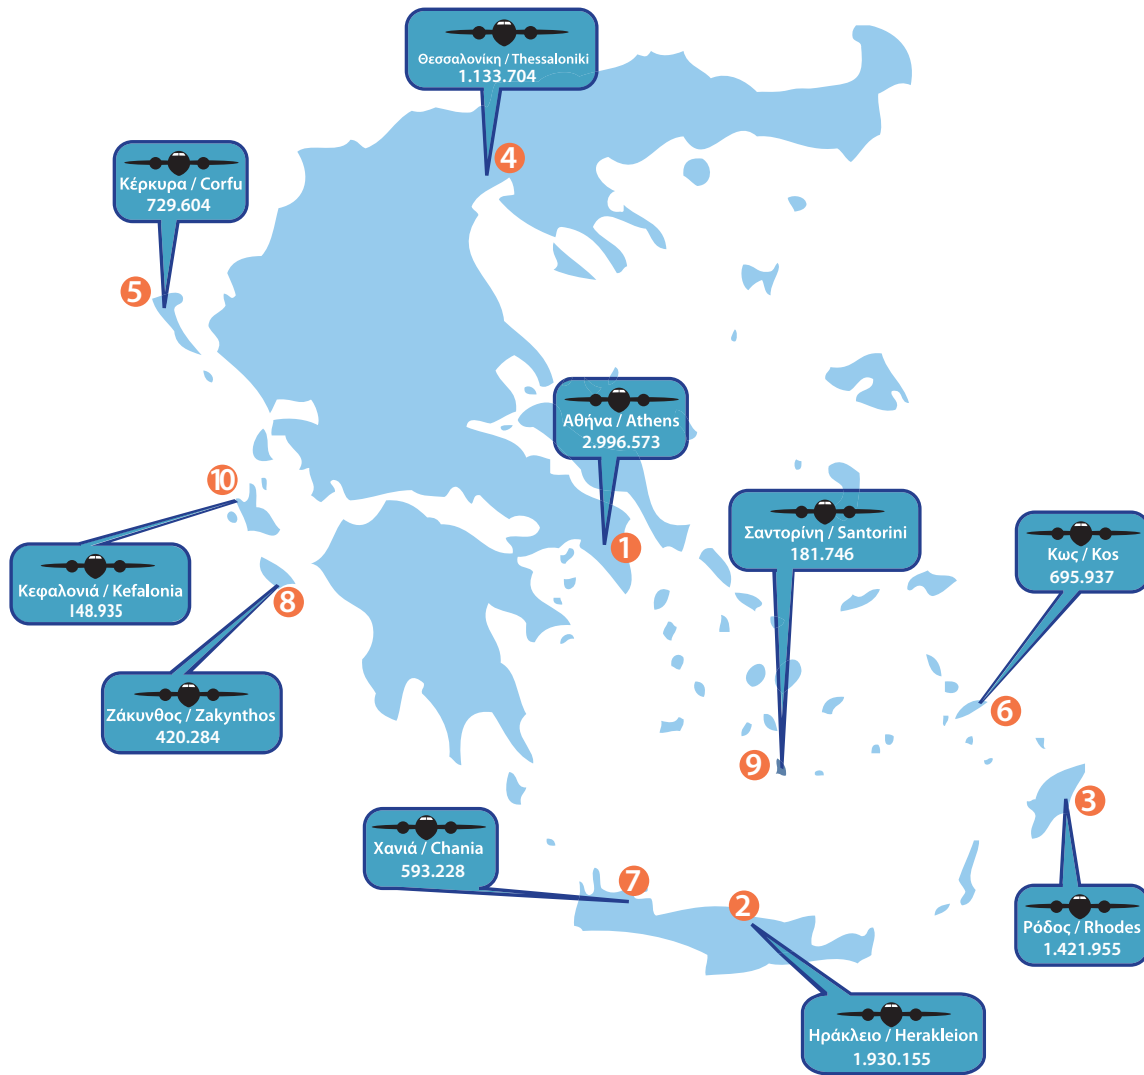 Θεσσαλονίκη / Thessaloniki
1.133.704
4
Κέρκυρα / Corfu
729.604
5
Αθήνα / Athens
2.996.573
1
10
Κεφαλονιά / Kefalonia
148.935
8
Ζάκυνθος / Zakynthos
420.284
Σαντορίνη / Santorini
181.746
9
Κως / Kos
695.937
6
3
Ρόδος / Rhodes
1.421.955
Χανιά / Chania
593.228
7
2
Ηράκλειο / Herakleion
1.930.155